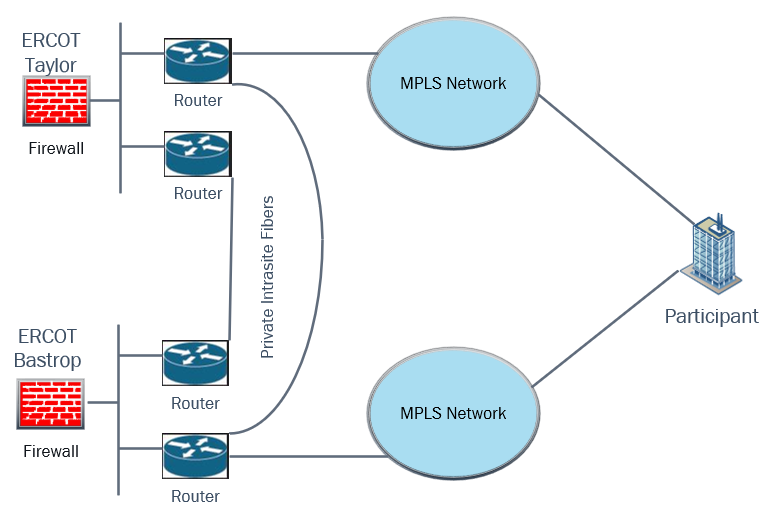 ERCOT
Taylor
Firewall
Router
Router
MPLS Network
Private Intrasite Fibers
Participant
ERCOT
Bastrop
Firewall
Router
Router
MPLS Network